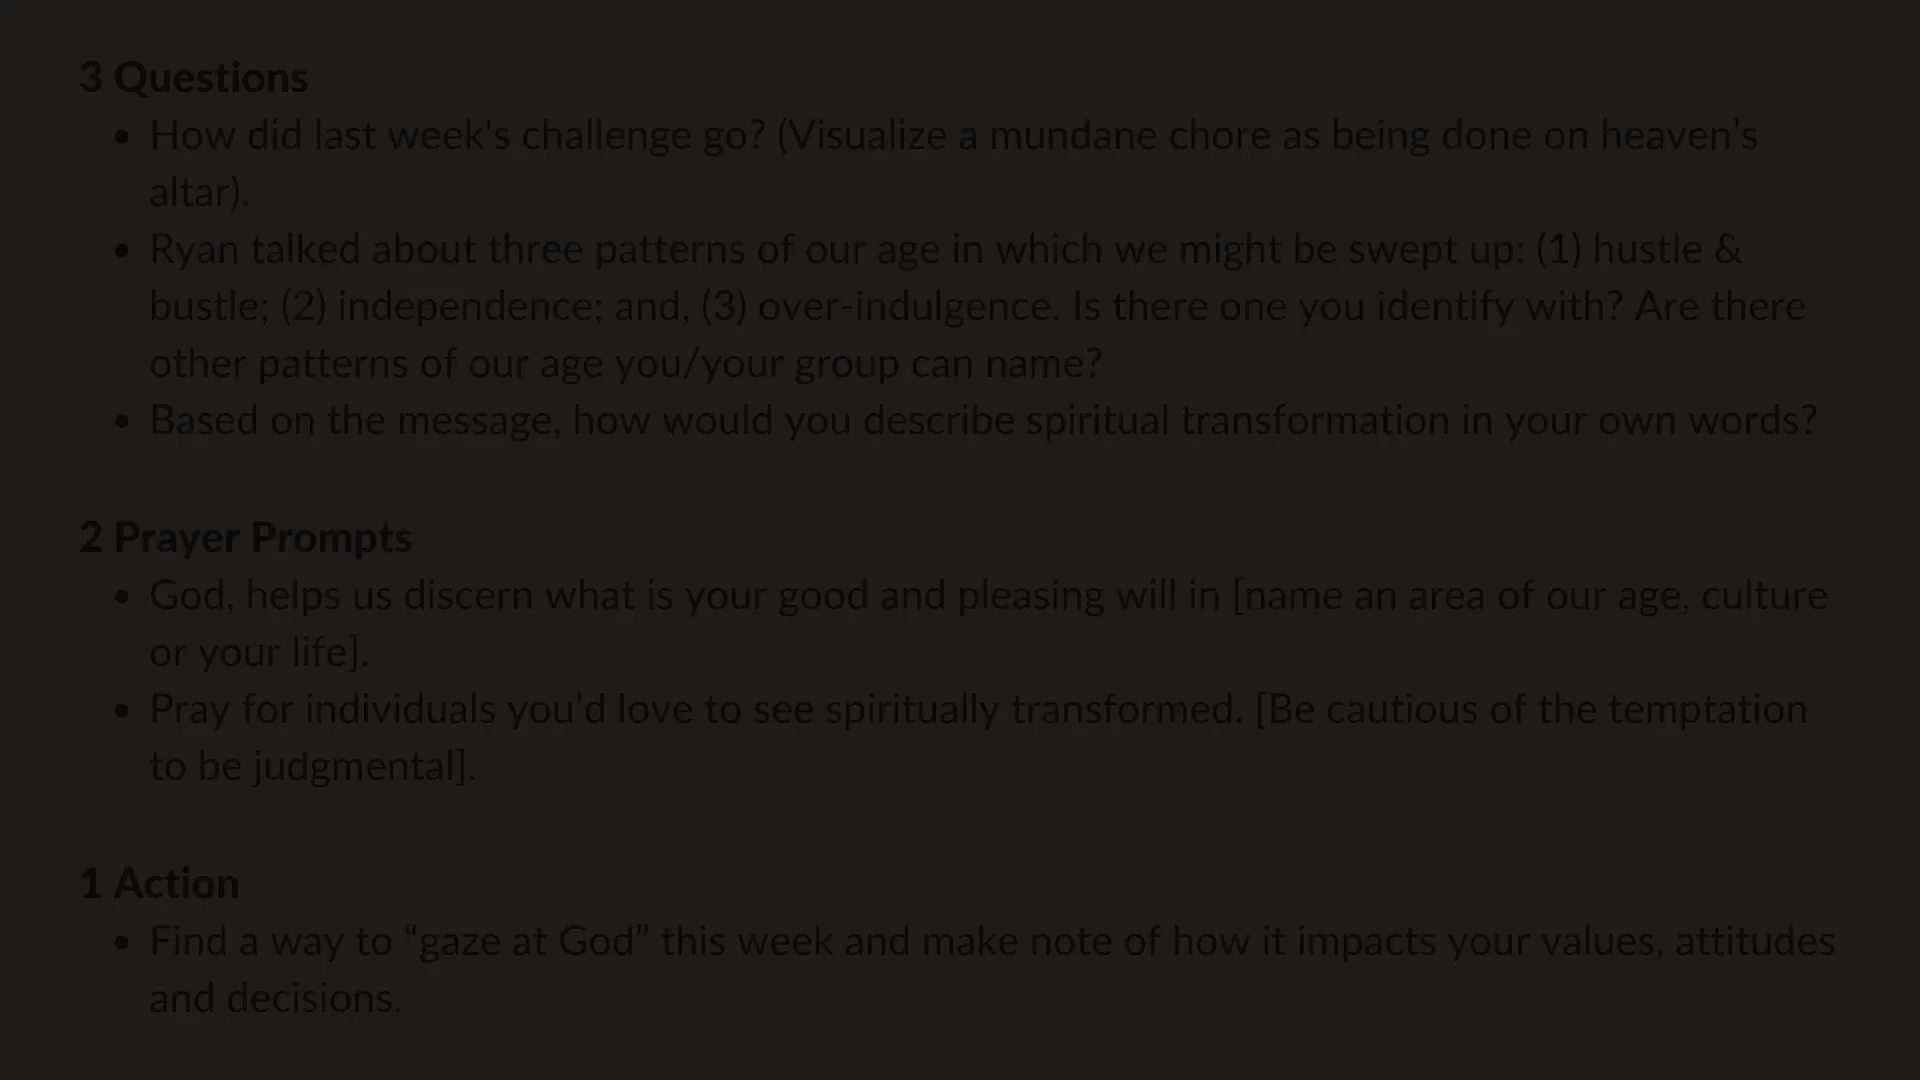 3 Questions
• How did last week's challenge go? (Visualize a mundane chore as being done on heaven's
altar).
• Ryan talked about three patterns of our age in which we might be swept up: (1) hustle &
bustle; (2) independence; and, (3) over-indulgence. Is there one you identify with? Are there
other patterns of our age you/your group can name?
• Based on the message, how would you describe spiritual transformation in your own words?
2 Prayer Prompts
• God, helps us discern what is your good and pleasing will in [name an area of our age, culture
or your life].
• Pray for individuals you’d love to see spiritually transformed. [Be cautious of the temptation
to be judgmental].
1 Action
• Find a way to “gaze at God” this week and make note of how it impacts your values, attitudes
and decisions.